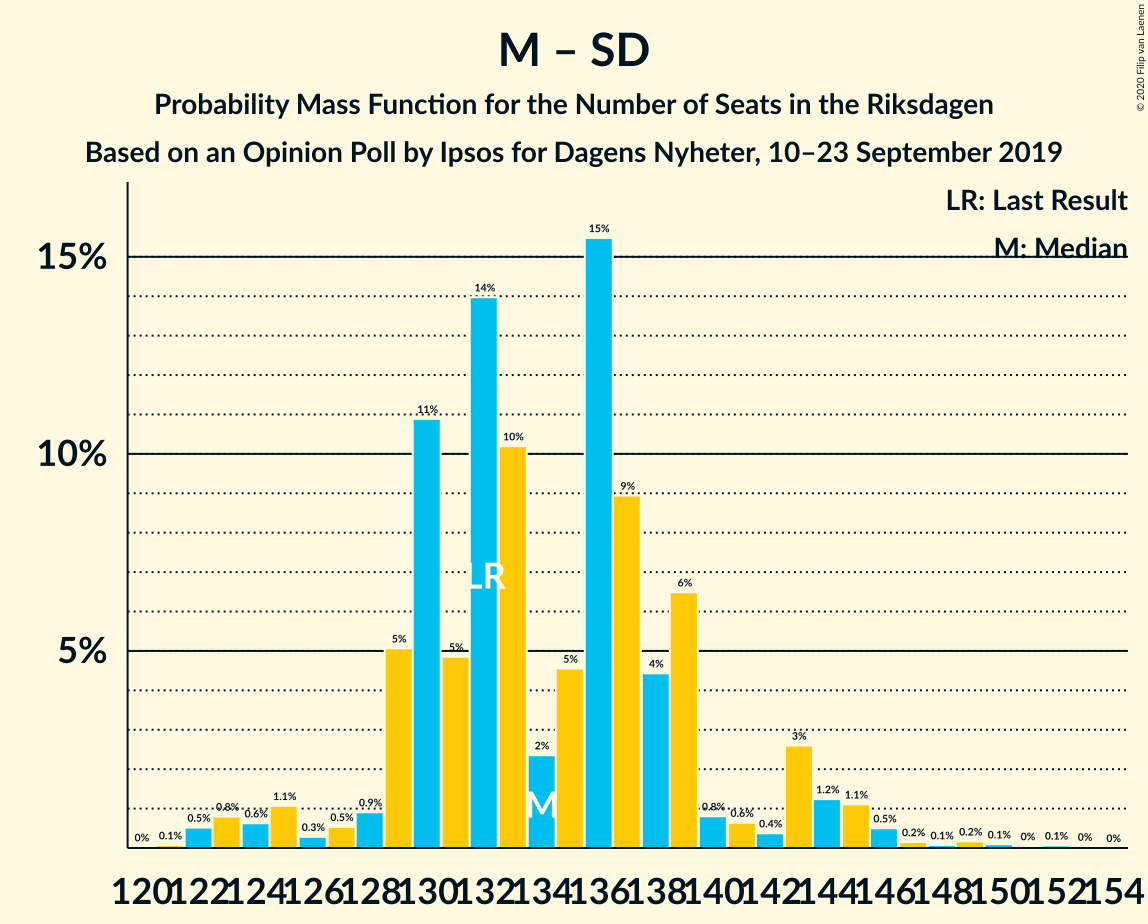 M – SD
Probability Mass Function for the Number of Seats in the Riksdagen
Based on an Opinion Poll by Ipsos for Dagens Nyheter, 10–23 September 2019
© 2020 Filip van Laenen
LR: Last Result
M: Median
15%
10%
5%
0% 0.1% 0.5% 0.8% 0.6% 1.1% 0.3% 0.5% 0.9% 5% 11% 5% 14% 10% 2% 5% 15% 9% 4% 6% 0.8% 0.6% 0.4% 3% 1.2% 1.1% 0.5% 0.2% 0.1% 0.2% 0.1% 0% 0.1% 0% 0%
LR
M
120 122 124 126 128 130 132 134 136 138 140 142 144 146 148 150 152 154